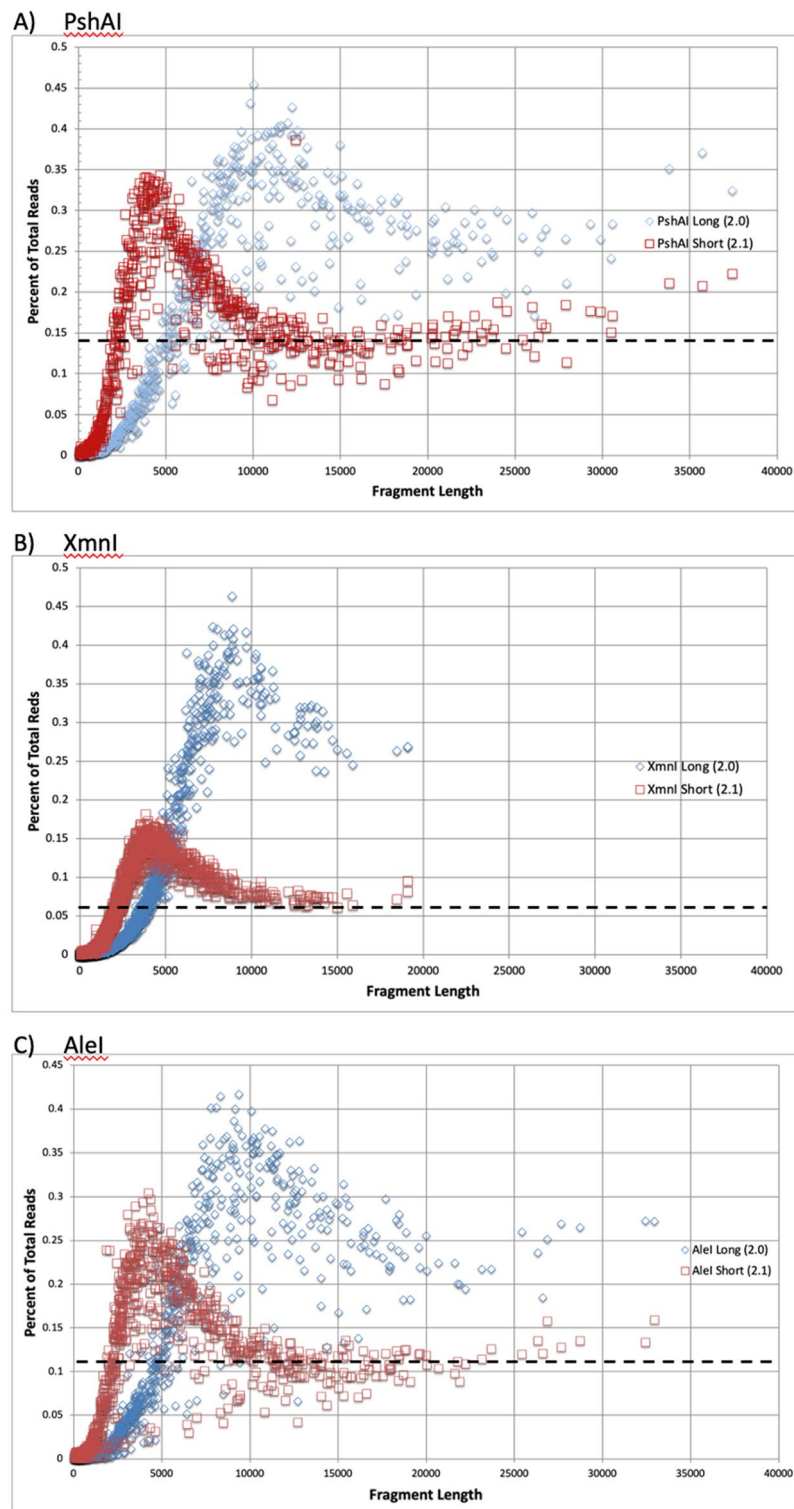 A) PshAI
0.5
0.45
0.4
0.35
0.3
0.25
0.2
0.15
0.1
0.05
0
Percent of Total Reads
PshAI Long (2.0)
PshAI Short (2.1)
0 5000 10000 15000 20000 25000 30000 35000 40000
Fragment Length
B) XmnI
0.5
0.45
0.4
0.35
0.3
0.25
0.2
0.15
0.1
0.05
0
Percent of Total Reds
XmnI Long (2.0)
XmnI Short (2.1)
0 5000 10000 15000 20000 25000 30000 35000 40000
Fragment Length
C) AleI
0.45
0.4
0.35
0.3
0.25
0.2
0.15
0.1
0.05
0
Percent of Total Reads
AleI Long (2.0)
AleI Short (2.1)
0 5000 10000 15000 20000 25000 30000 35000 40000
Fragment Length